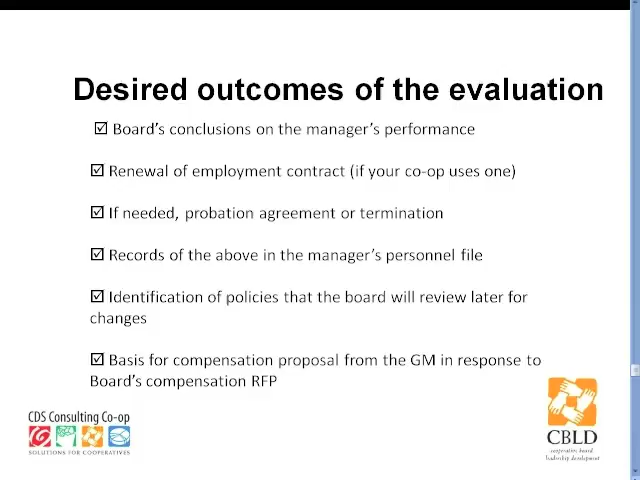 Desired outcomes of the evaluation
☑ Board's conclusions on the manager's performance
☑ Renewal of employment contract (if your co-op uses one)
☑ If needed, probation agreement or termination
☑ Records of the above in the manager's personnel file
☑ Identification of policies that the board will review later for
changes
☑ Basis for compensation proposal from the GM in response to
Board's compensation RFP
CDS Consulting Co-op
SOLUTIONS FOR COOPERATIVES
CBLD
cooperative board
leadership development